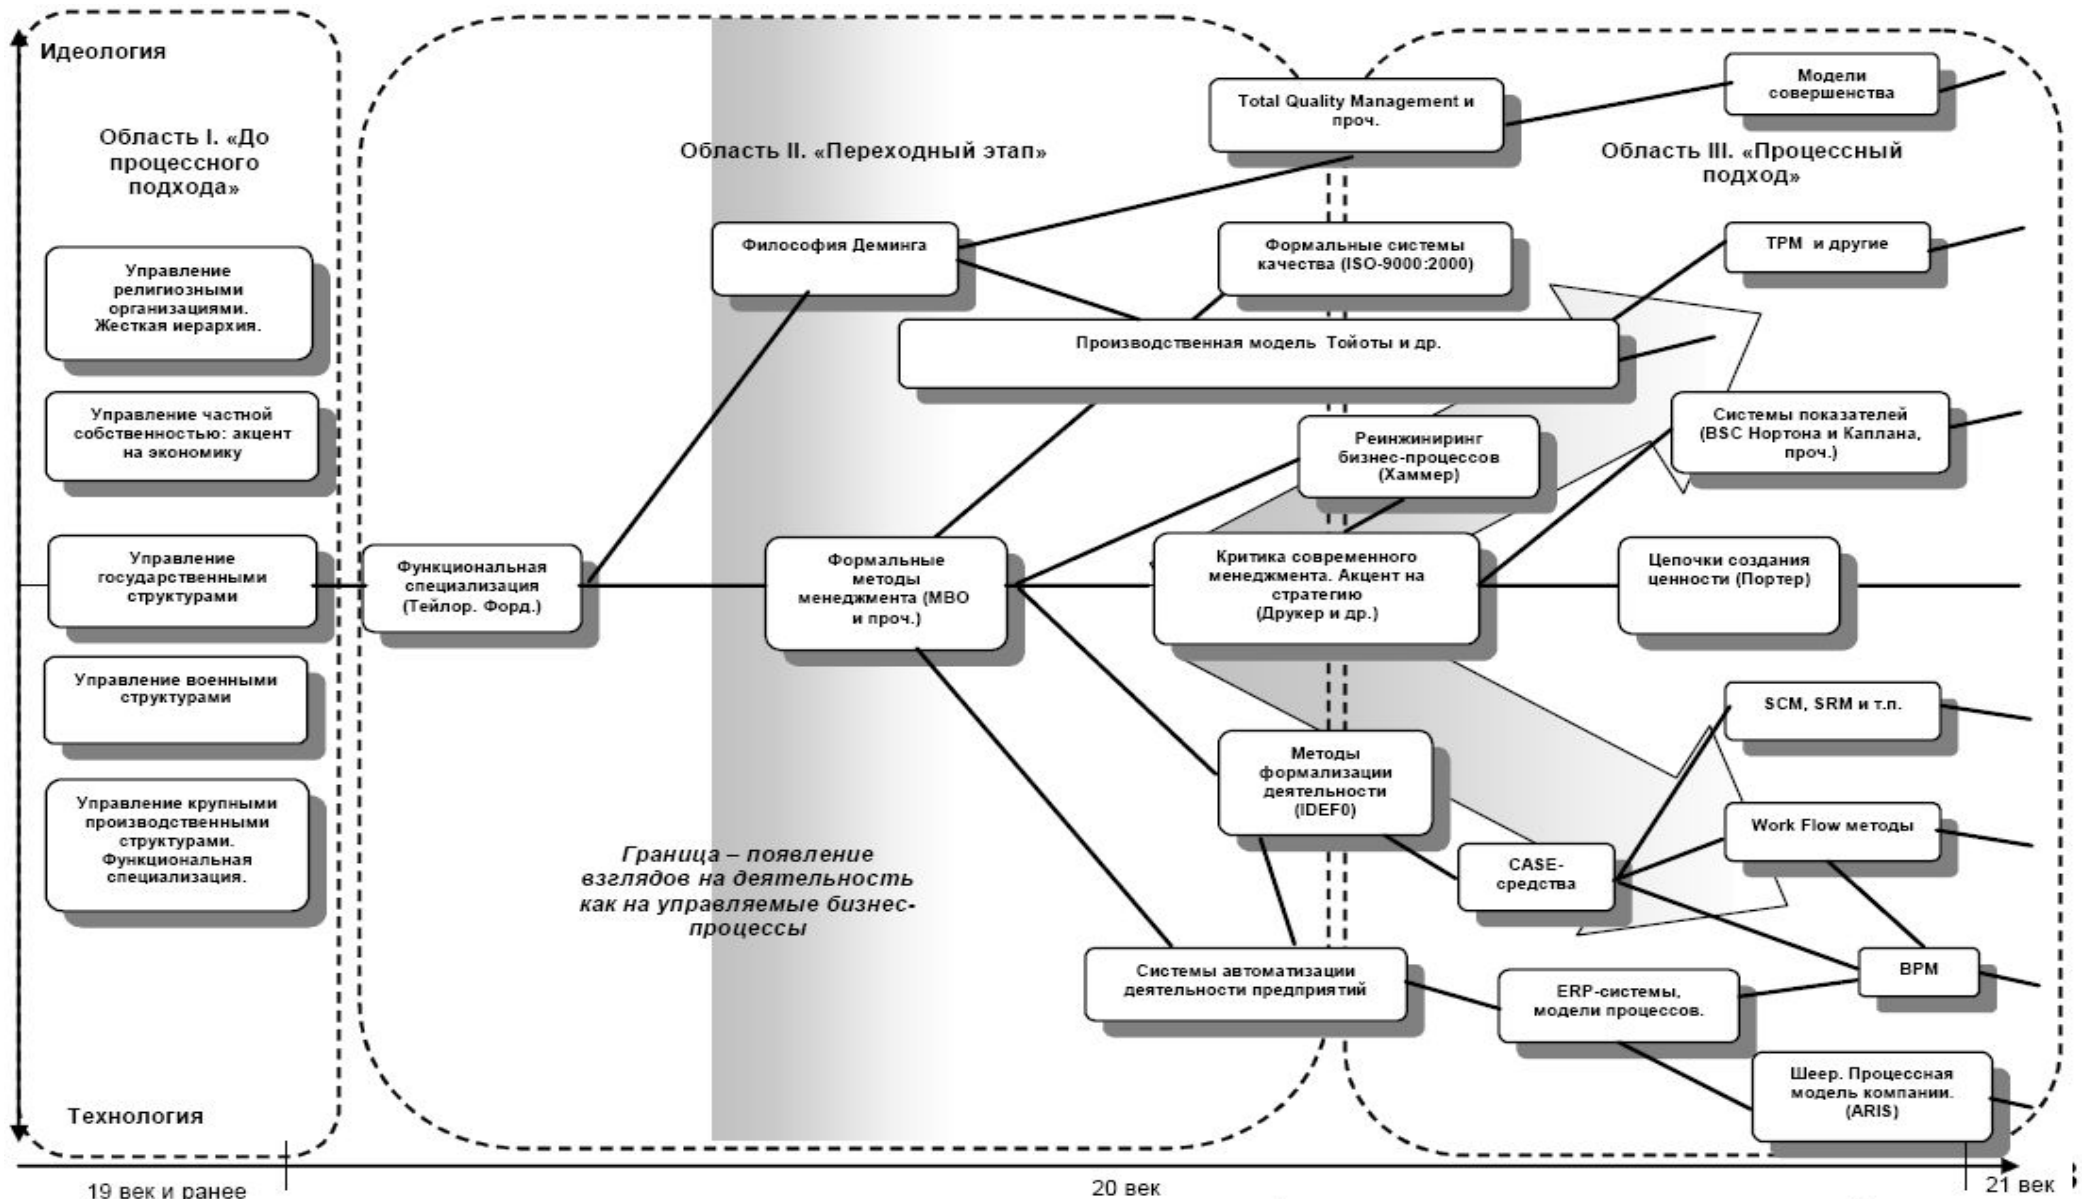 Идеология
Область I. «До
процессного
подхода»
Управление
религиозными
организациями.
Жесткая иерархия.
Управление частной
собственностью: акцент
на экономику
Управление
государственными
структурами
Управление военными
структурами
Управление крупными
производственными
структурами.
Функциональная
специализация.
Технология
Область II. «Переходный этап»
Функциональная
специализация
(Тейлор. Форд.)
Философия Деминга
Формальные
методы
менеджмента (МВО
и проч.)
Граница – появление
взглядов на деятельность
как на управляемые бизнес-
процессы
Total Quality Management и
проч.
Формальные системы
качества (ISO-9000:2000)
Производственная модель Тойоты и др.
Реинжиниринг
бизнес-процессов
(Хаммер)
Критика современного
менеджмента. Акцент на
стратегию
(Друкер и др.)
Методы
формализации
деятельности
(IDEF0)
Системы автоматизации
деятельности предприятий
Область III. «Процессный
подход»
Модели
совершенства
TPM и другие
Системы показателей
(BSC Нортона и Каплана,
проч.)
Цепочки создания
ценности (Портер)
SCM, SRM и т.п.
Work Flow методы
CASE-
средства
BPM
ERP-системы,
модели процессов.
Шеер. Процессная
модель компании.
(ARIS)
19 век и ранее
20 век
21 век